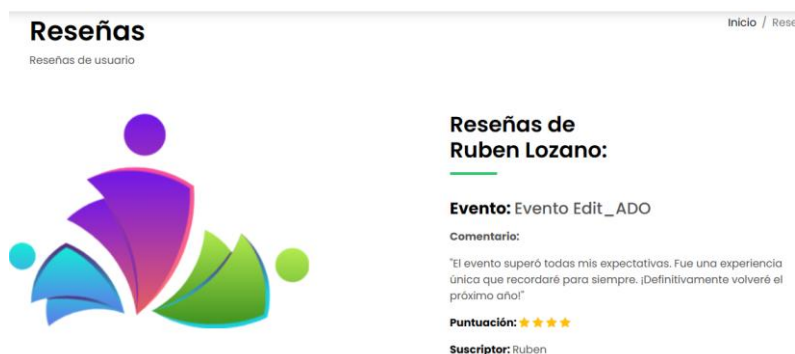 Reseñas
Inicio / Rese
Reseñas de usuario
Reseñas de
Ruben Lozano:
Evento: Evento Edit_ADO
Comentario:
"El evento superó todas mis expectativas. Fue una experiencia
única que recordaré para siempre. ¡Definitivamente volveré el
próximo año!"
Puntuación:
Suscriptor: Ruben